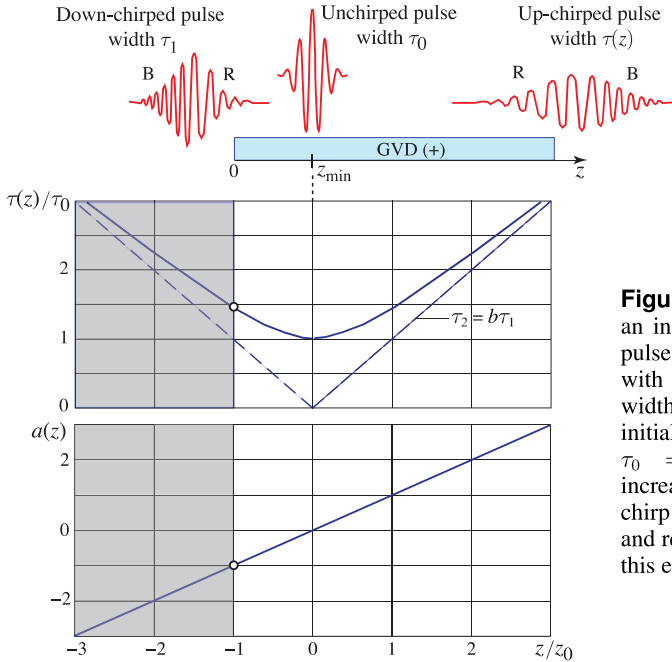 Down-chirped pulse
width τ₁
Unchirped pulse
width τ₀
Up-chirped pulse
width τ(z)
B R
R B
GVD (+)
0 z_min z
τ(z)/τ₀
2
1
0
τ₂ = bτ₁
a(z)
2
0
−2
−3 −2 −1 0 1 2 z/z₀
Figu
an in
pulse
with
width
initial
τ₀ =
increa
chirp
and re
this e